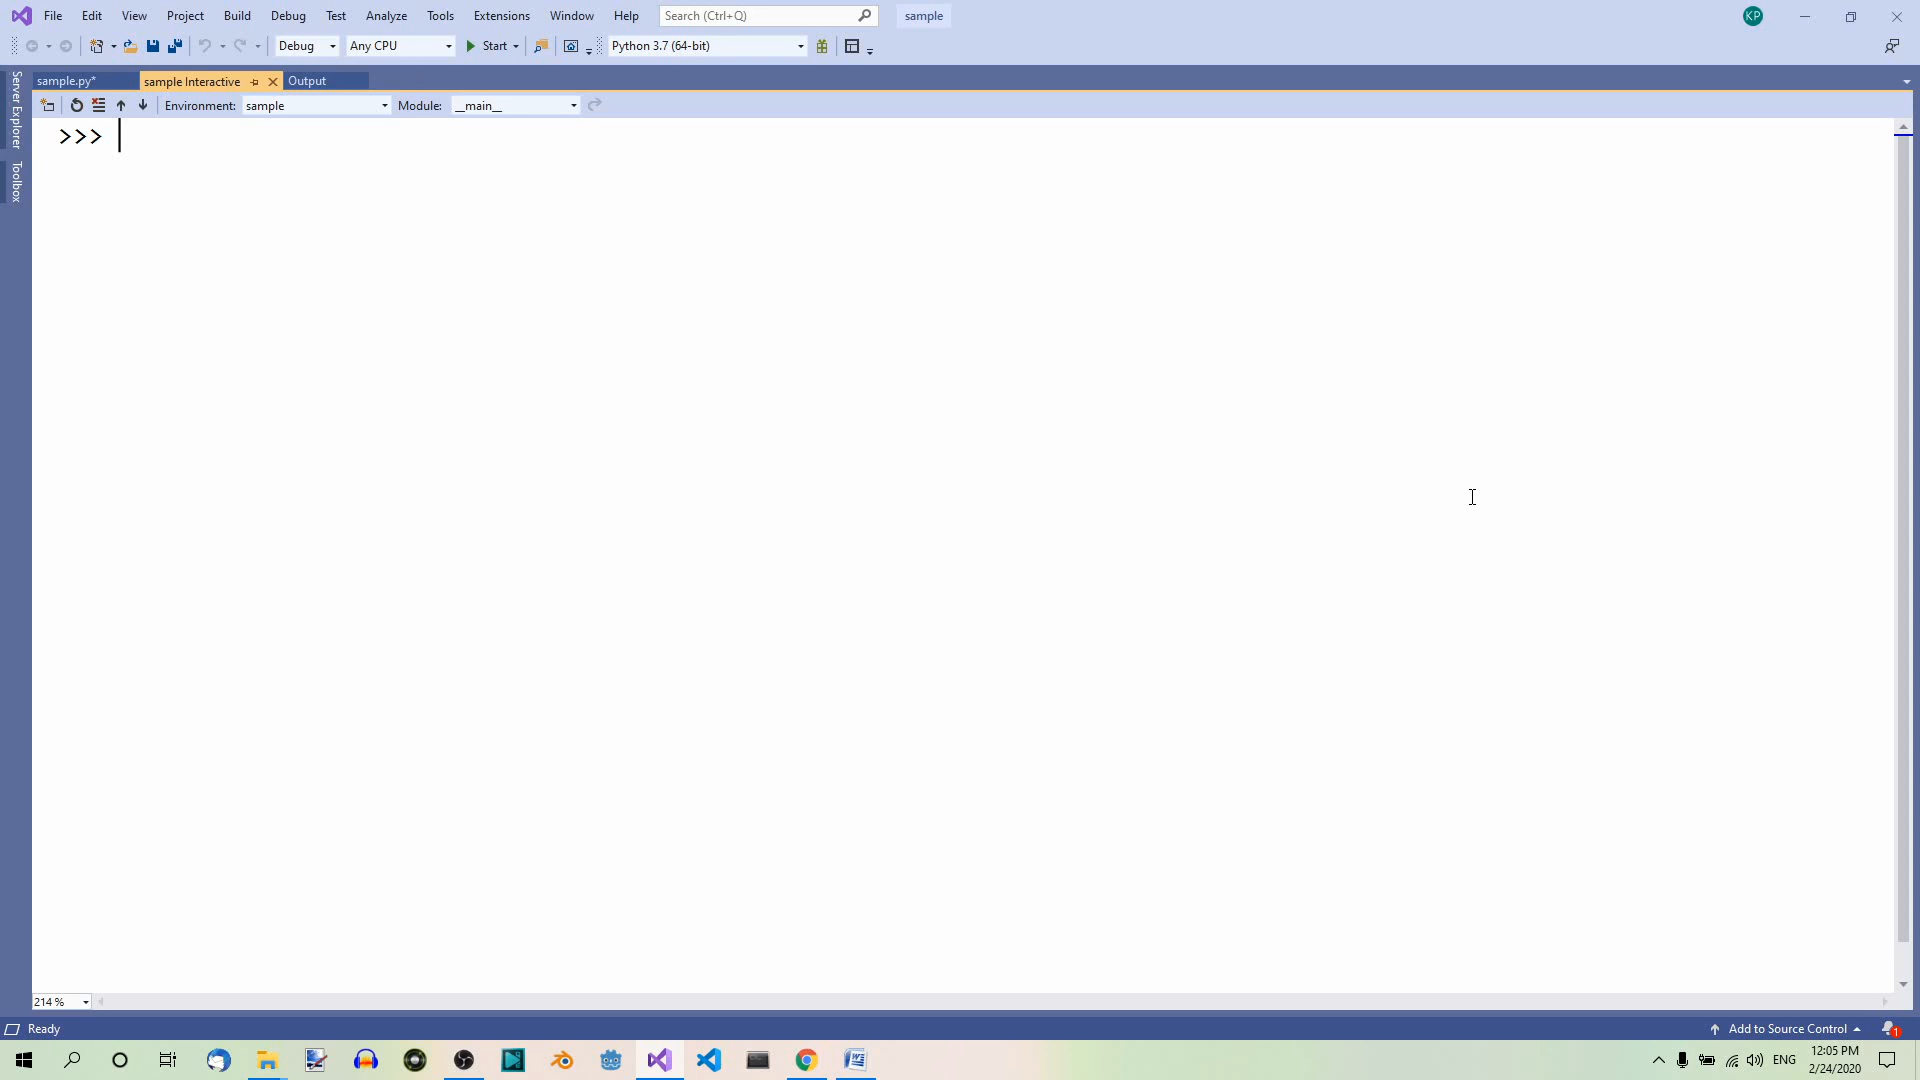 File Edit View Project Build Debug Test Analyze Tools Extensions Window Help Search (Ctrl+Q) sample KP
Debug Any CPU Start Python 3.7 (64-bit)
Server Explorer
Toolbox
sample.py* sample Interactive Output
Environment: sample Module: __main__
>>>
214 %
Ready Add to Source Control 1
ENG 12:05 PM
2/24/2020